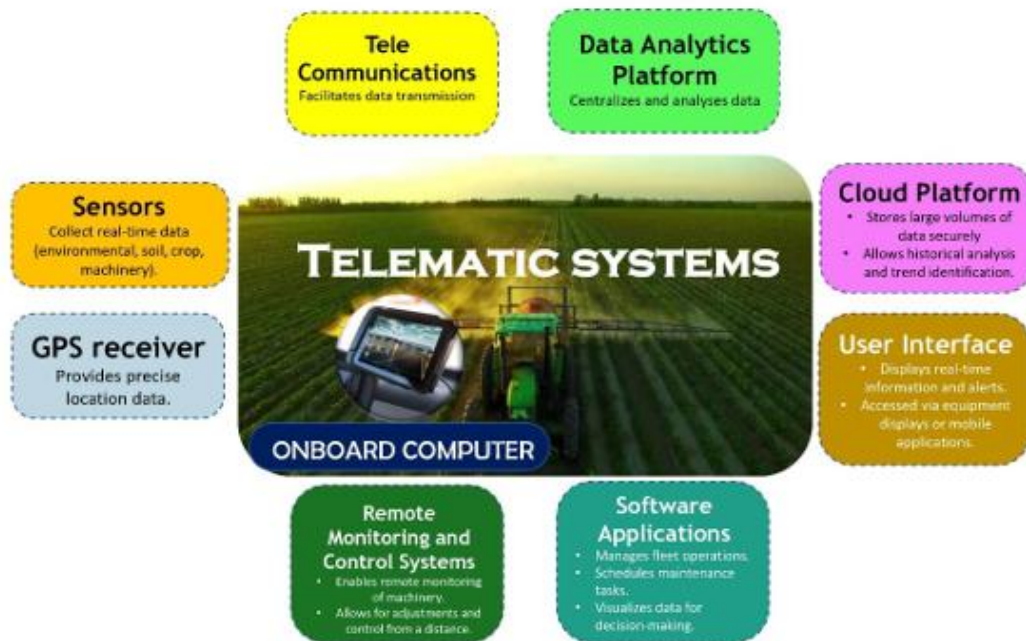 Tele
Communications
Facilitates data transmission
Data Analytics
Platform
Centralizes and analyses data
Sensors
Collect real-time data
(environmental, soil, crop,
machinery).
TELEMATIC SYSTEMS
Cloud Platform
• Stores large volumes of
data securely
• Allows historical analysis
and trend identification.
GPS receiver
Provides precise
location data.
User Interface
• Displays real-time
information and alerts.
• Accessed via equipment
displays or mobile
applications.
ONBOARD COMPUTER
Remote
Monitoring and
Control Systems
• Enables remote monitoring
of machinery.
• Allows for adjustments and
control from a distance.
Software
Applications
• Manages fleet operations.
• Schedules maintenance
tasks.
• Visualizes data for
decision-making.